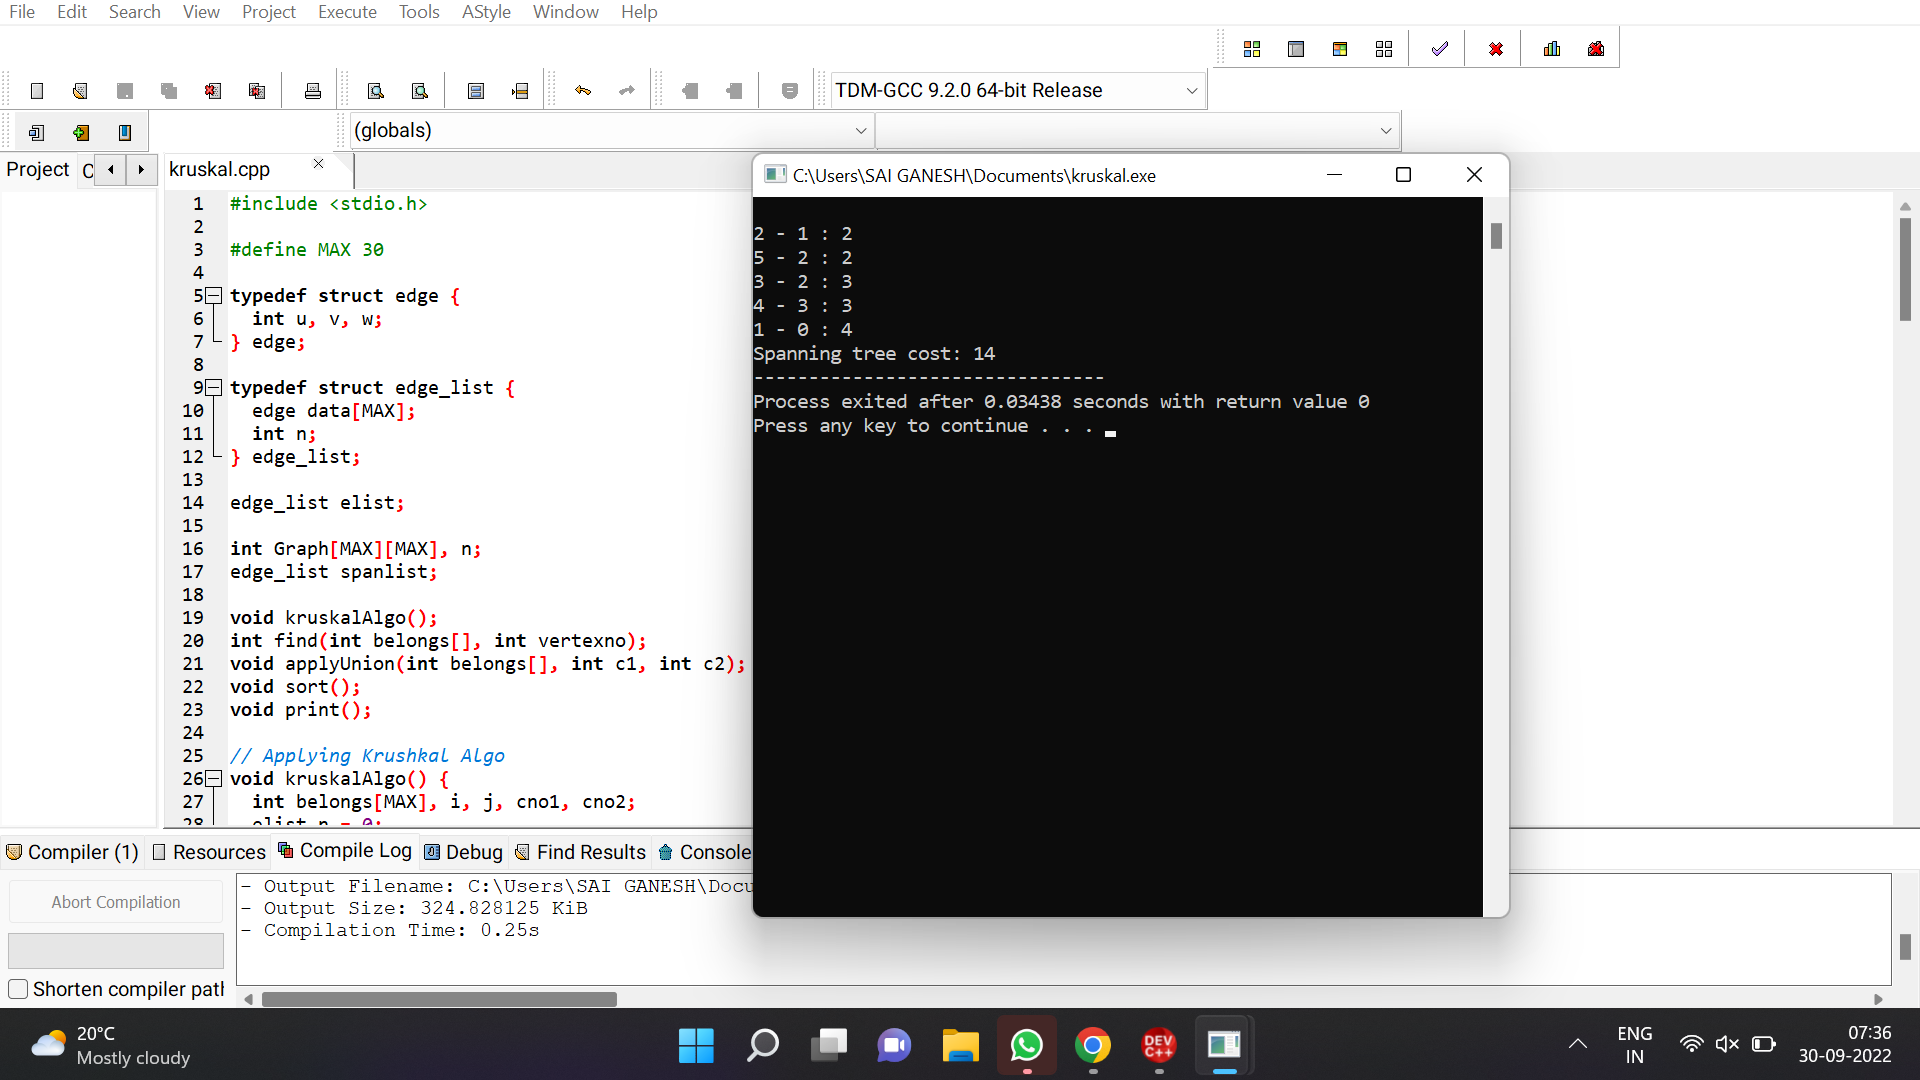 File Edit Search View Project Execute Tools AStyle Window Help
TDM-GCC 9.2.0 64-bit Release
(globals)
Project C
kruskal.cpp
1 #include <stdio.h>
2
3 #define MAX 30
4
5 typedef struct edge {
6 int u, v, w;
7 } edge;
8
9 typedef struct edge_list {
10 edge data[MAX];
11 int n;
12 } edge_list;
13
14 edge_list elist;
15
16 int Graph[MAX][MAX], n;
17 edge_list spanlist;
18
19 void kruskalAlgo();
20 int find(int belongs[], int vertexno);
21 void applyUnion(int belongs[], int c1, int c2);
22 void sort();
23 void print();
24
25 // Applying Krushkal Algo
26 void kruskalAlgo() {
27 int belongs[MAX], i, j, cno1, cno2;
28 elist.n = 0;
C:\Users\SAI GANESH\Documents\kruskal.exe
2 - 1 : 2
5 - 2 : 2
3 - 2 : 3
4 - 3 : 3
1 - 0 : 4
Spanning tree cost: 14
--------------------------------
Process exited after 0.03438 seconds with return value 0
Press any key to continue . . .
Compiler (1) Resources Compile Log Debug Find Results Console
Abort Compilation
Shorten compiler path
- Output Filename: C:\Users\SAI GANESH\Docu
- Output Size: 324.828125 KiB
- Compilation Time: 0.25s
20°C
Mostly cloudy
DEV
C++
ENG
IN
07:36
30-09-2022